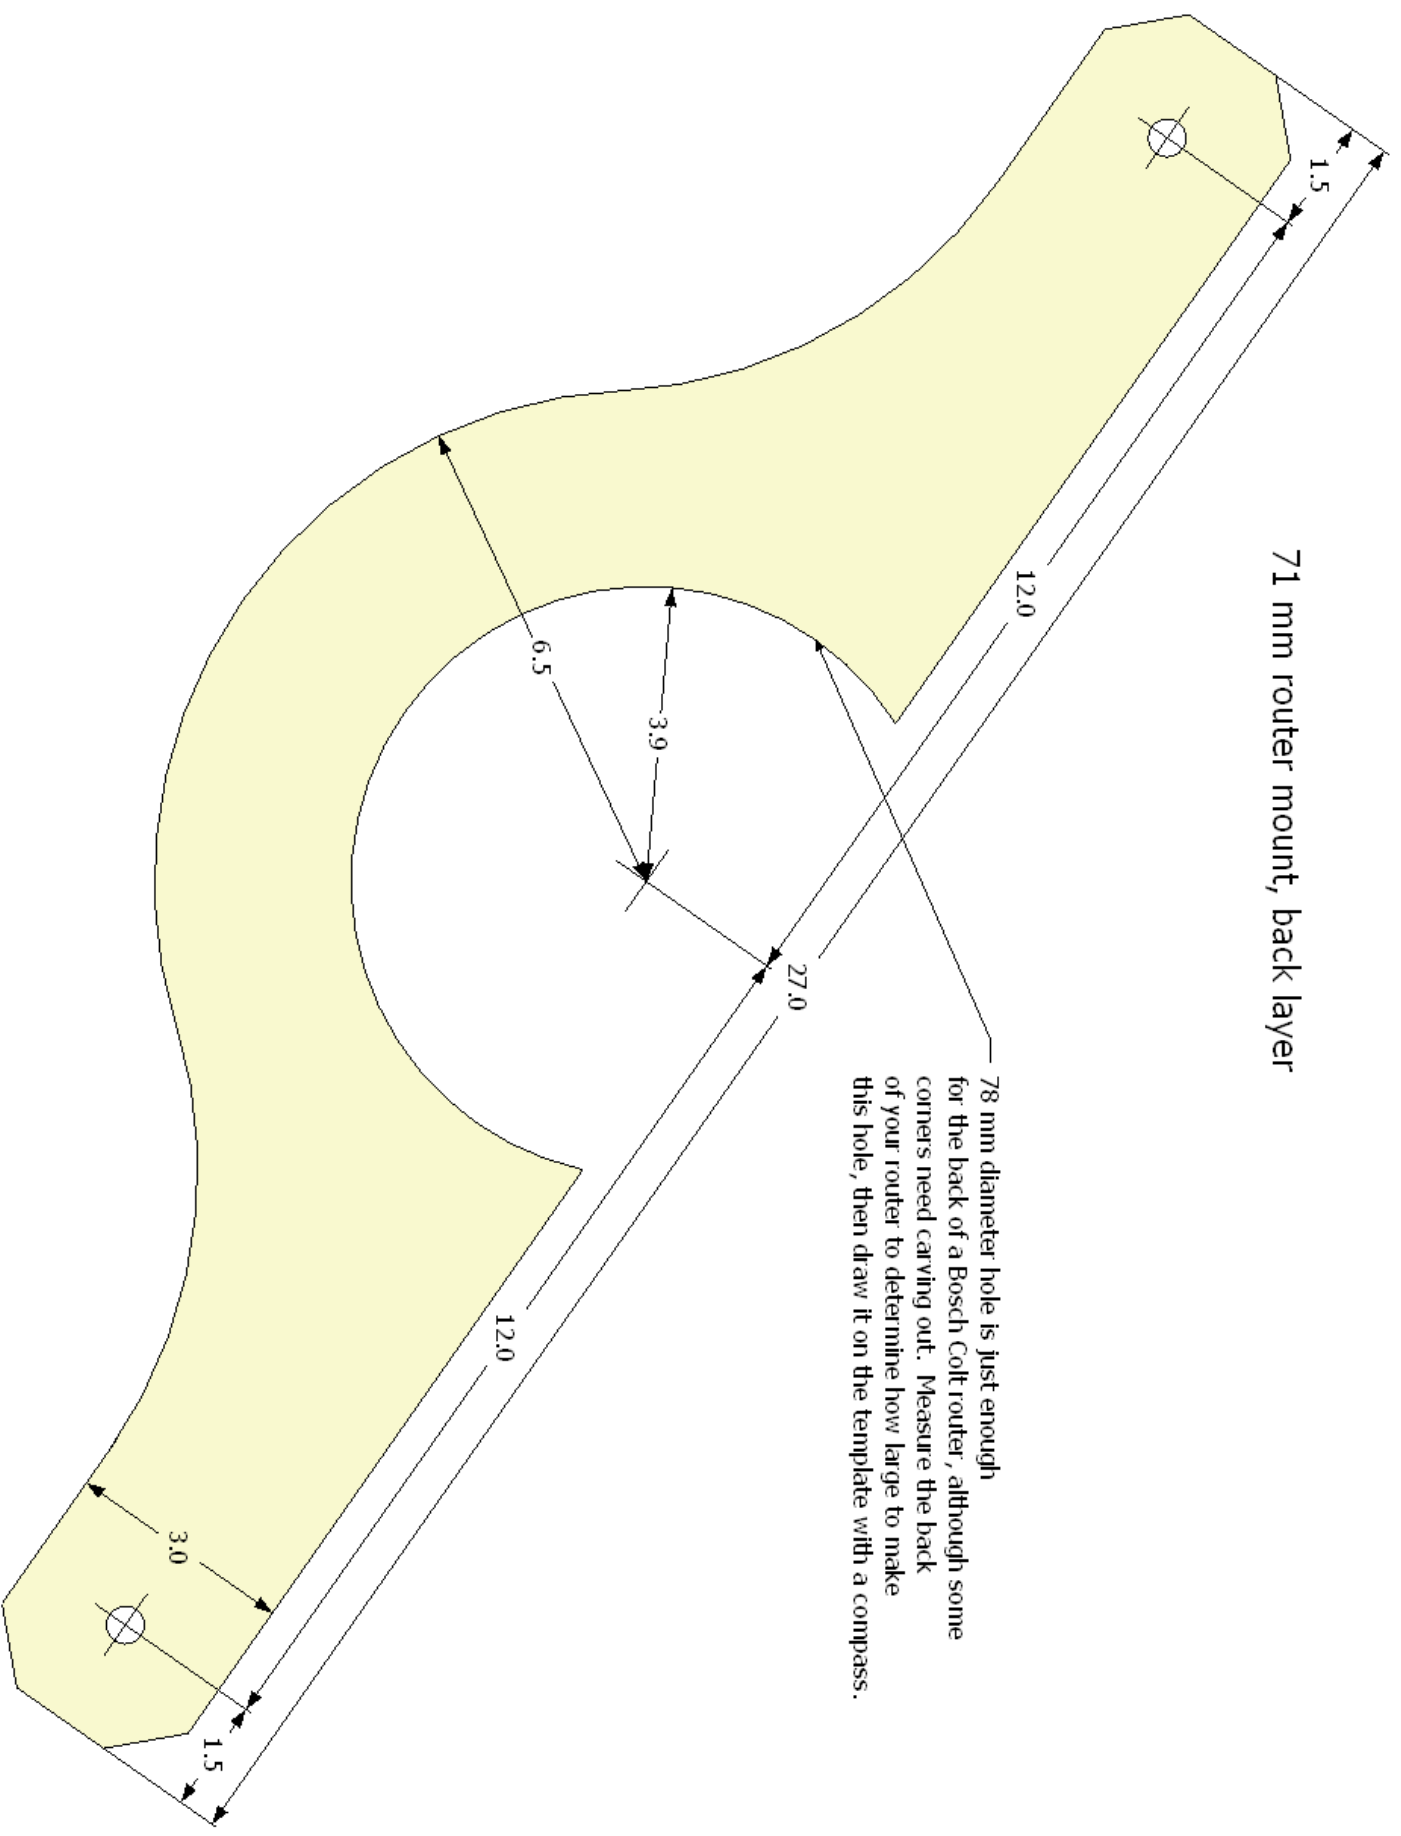 71 mm router mount, back layer
78 mm diameter hole is just enough
for the back of a Bosch Colt router, although some
corners need carving out.  Measure the back
of your router to determine how large to make
this hole, then draw it on the template with a compass.
1.5
12.0
27.0
6.5
3.9
12.0
3.0
1.5